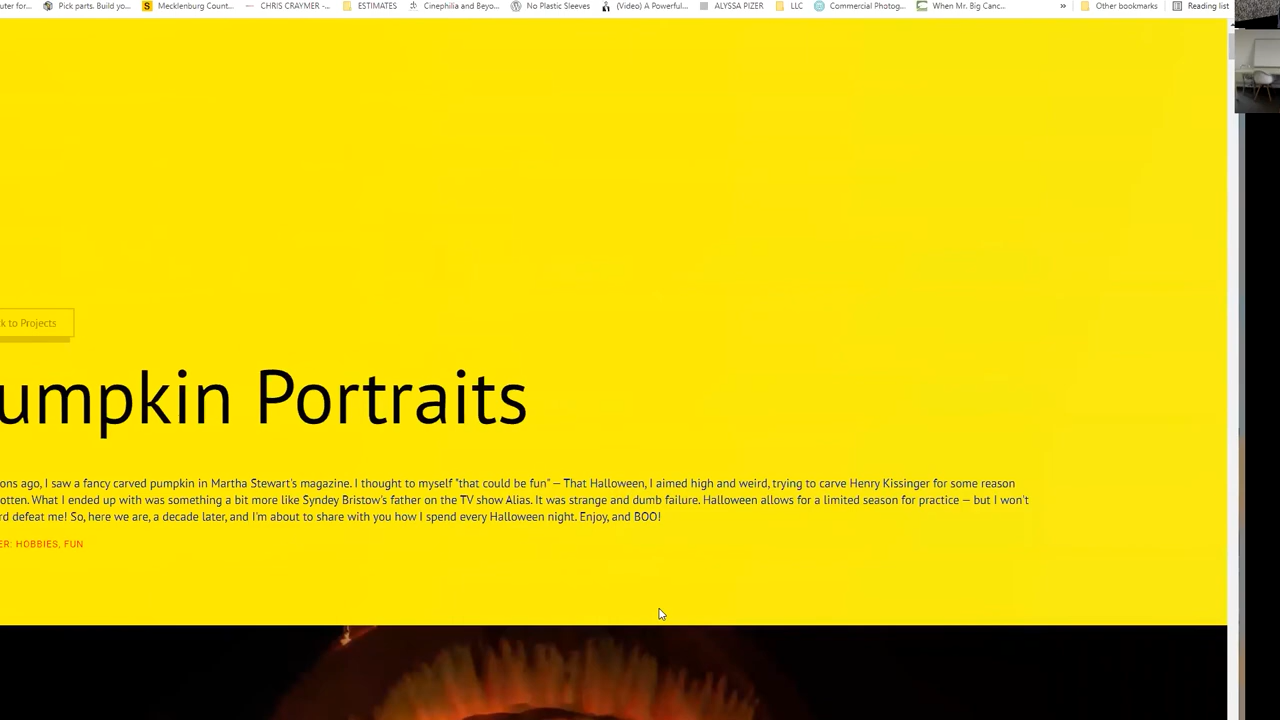 uter for... Pick parts. Build yo... Mecklenburg Count... CHRIS CRAYMER -... ESTIMATES Cinephilia and Beyo... No Plastic Sleeves (Video) A Powerful... ALYSSA PIZER LLC Commercial Photog... When Mr. Big Canc... » Other bookmarks Reading list
k to Projects
umpkin Portraits
ons ago, I saw a fancy carved pumpkin in Martha Stewart's magazine. I thought to myself "that could be fun" — That Halloween, I aimed high and weird, trying to carve Henry Kissinger for some reason
otten. What I ended up with was something a bit more like Syndey Bristow's father on the TV show Alias. It was strange and dumb failure. Halloween allows for a limited season for practice — but I won't
rd defeat me! So, here we are, a decade later, and I'm about to share with you how I spend every Halloween night. Enjoy, and BOO!
ER: HOBBIES, FUN